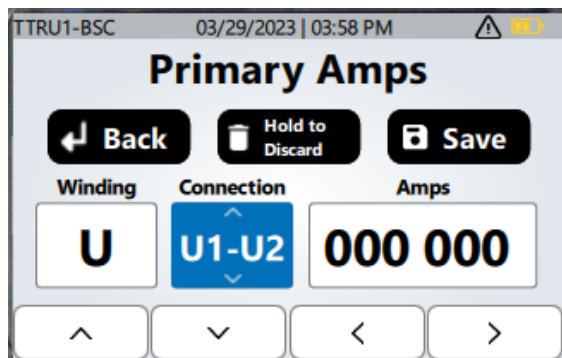 TTRU1-BSC 03/29/2023 | 03:58 PM
Primary Amps
Back Hold to Discard Save
Winding Connection Amps
U U1-U2 000 000